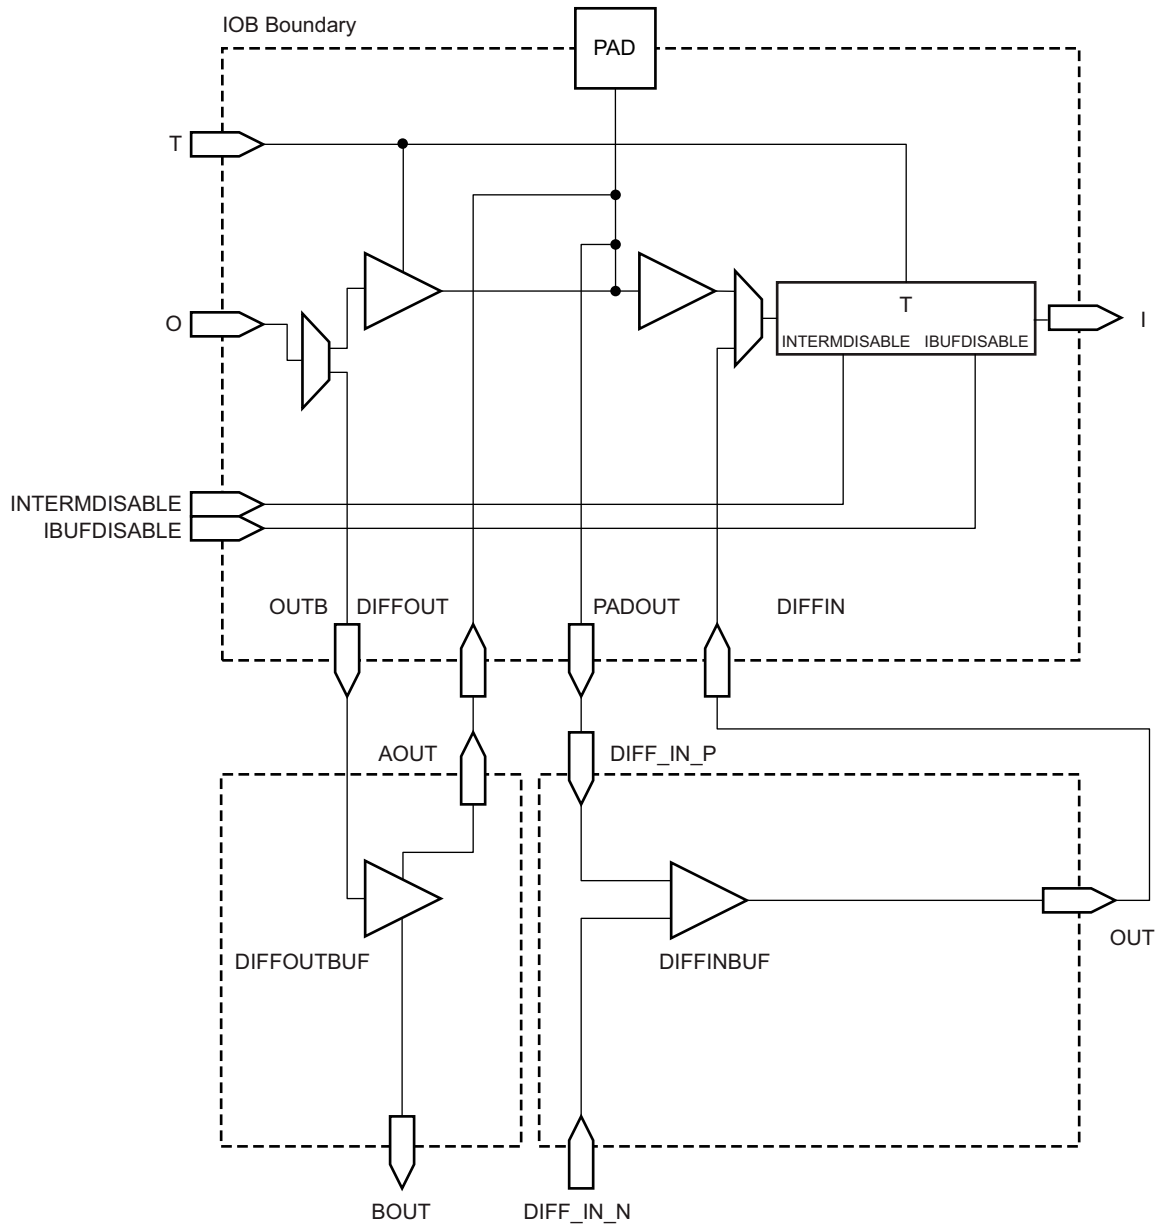 IOB Boundary
PAD
T
O
T
INTERMDISABLE IBUFDISABLE
I
INTERMDISABLE
IBUFDISABLE
OUTB DIFFOUT PADOUT DIFFIN
AOUT DIFF_IN_P
OUT
DIFFOUTBUF DIFFINBUF
BOUT DIFF_IN_N